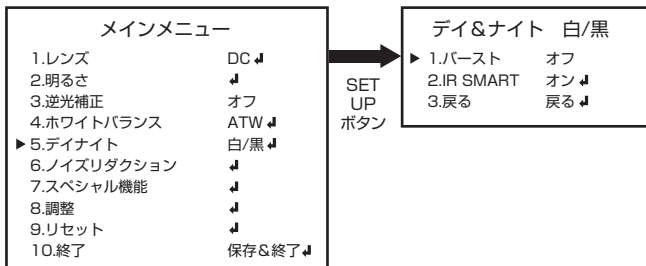 メインメニュー
1.レンズ DC↲
2.明るさ ↲
3.逆光補正 オフ
4.ホワイトバランス ATW↲
▶5.デイナイト 白/黒↲
6.ノイズリダクション ↲
7.スペシャル機能 ↲
8.調整 ↲
9.リセット ↲
10.終了 保存&終了↲
SET
UP
ボタン
デイ&ナイト 白/黒
▶1.バースト オフ
2.IR SMART オン↲
3.戻る 戻る↲